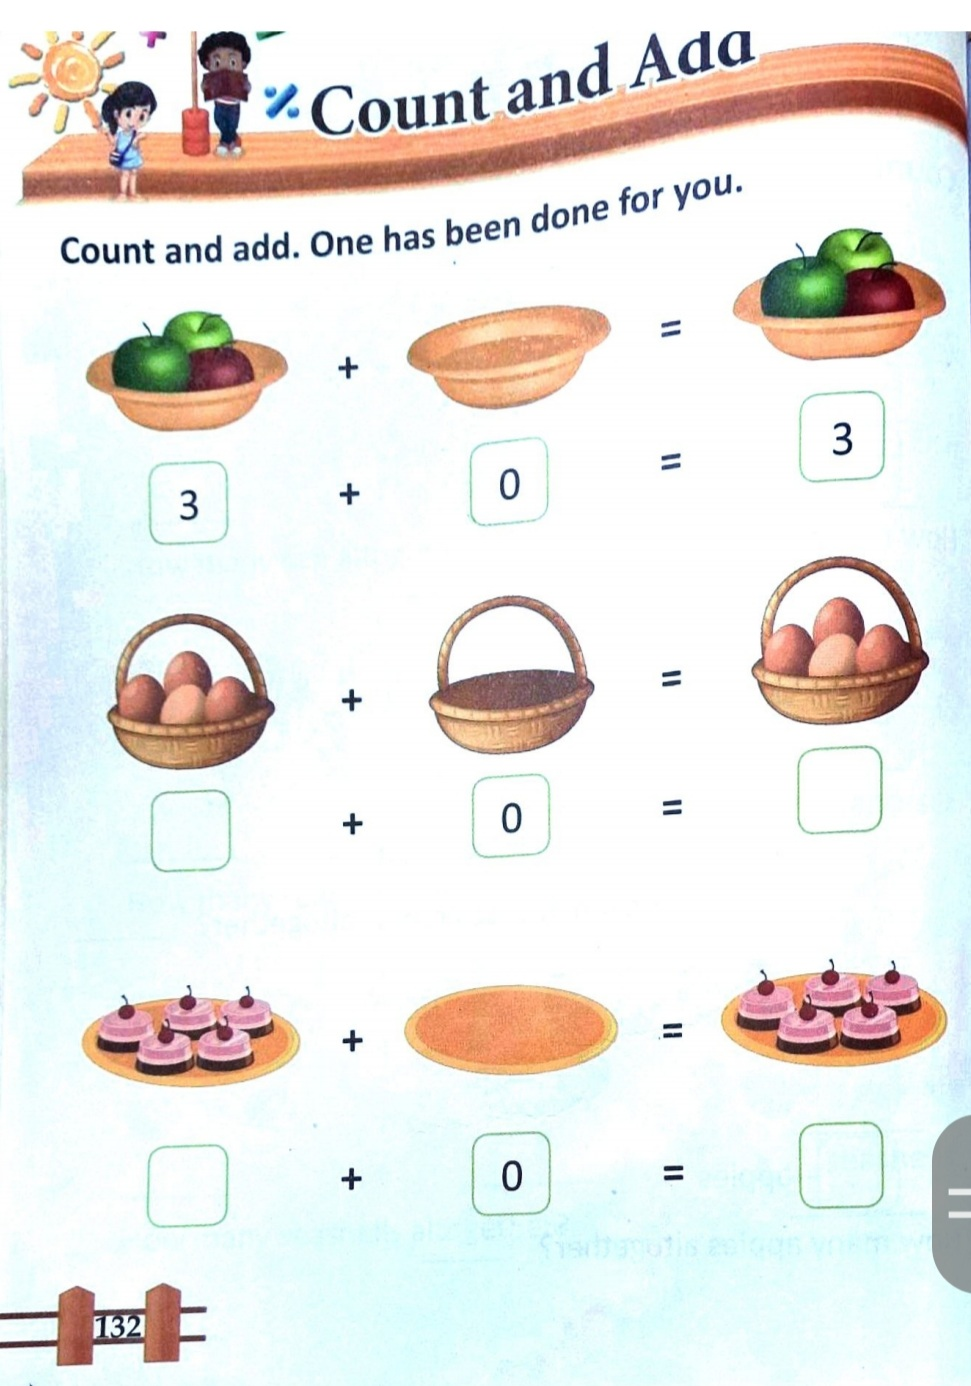 Count and Add
Count and add. One has been done for you.
+ =
3 + 0 = 3
+ =
+ 0 =
+ =
+ 0 =
132